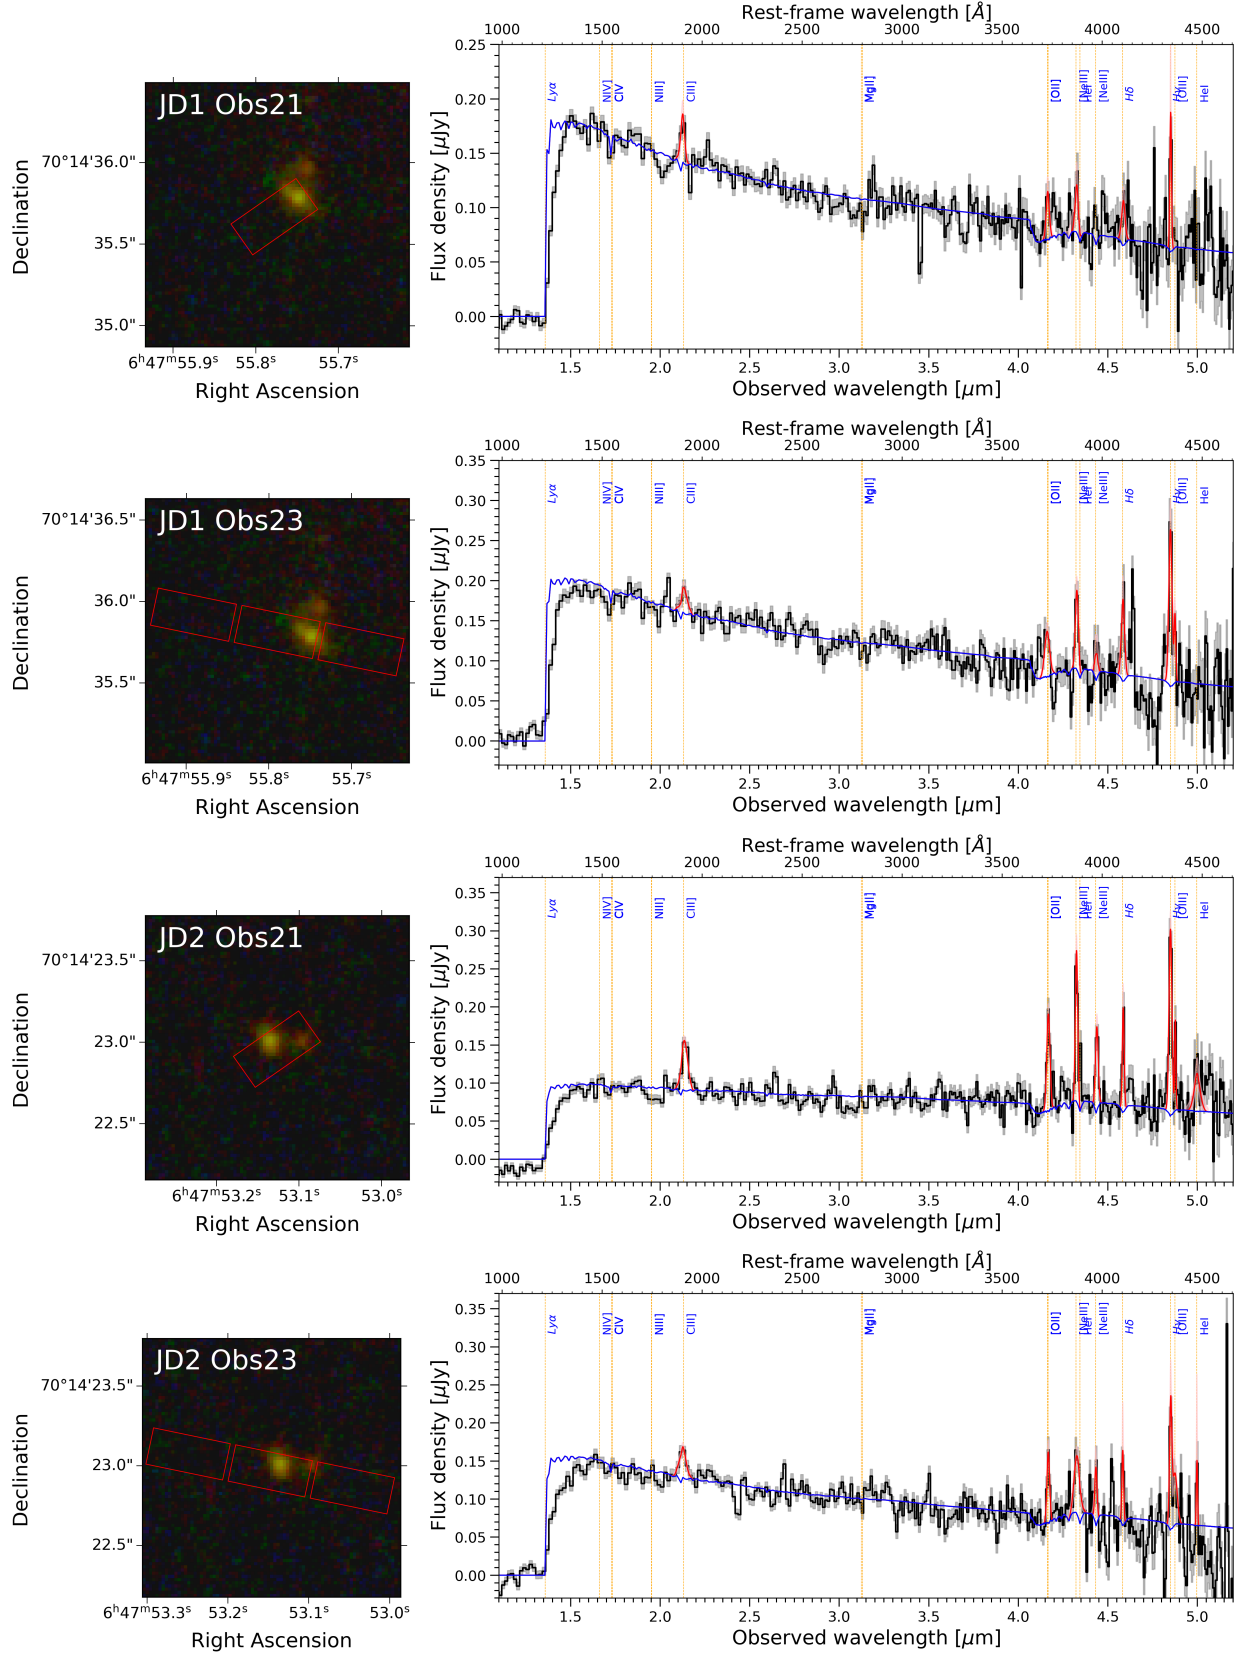 Rest-frame wavelength [Å]
1000 1500 2000 2500 3000 3500 4000 4500
JD1 Obs21
Declination
70°14'36.0"
35.5"
35.0"
6ʰ47ᵐ55.9ˢ 55.8ˢ 55.7ˢ
Right Ascension
Flux density [μJy]
0.25
0.20
0.15
0.10
0.05
0.00
Lyα NIV] CIV NIII] CIII] MgII] [OII] [NeIII] HeI [NeIII] Hδ Hγ [OIII] HeI
1.5 2.0 2.5 3.0 3.5 4.0 4.5 5.0
Observed wavelength [μm]
Rest-frame wavelength [Å]
1000 1500 2000 2500 3000 3500 4000 4500
JD1 Obs23
Declination
70°14'36.5"
36.0"
35.5"
6ʰ47ᵐ55.9ˢ 55.8ˢ 55.7ˢ
Right Ascension
Flux density [μJy]
0.35
0.30
0.25
0.20
0.15
0.10
0.05
0.00
Lyα NIV] CIV NIII] CIII] MgII] [OII] [NeIII] HeI [NeIII] Hδ Hγ [OIII] HeI
1.5 2.0 2.5 3.0 3.5 4.0 4.5 5.0
Observed wavelength [μm]
Rest-frame wavelength [Å]
1000 1500 2000 2500 3000 3500 4000 4500
JD2 Obs21
Declination
70°14'23.5"
23.0"
22.5"
6ʰ47ᵐ53.2ˢ 53.1ˢ 53.0ˢ
Right Ascension
Flux density [μJy]
0.35
0.30
0.25
0.20
0.15
0.10
0.05
0.00
Lyα NIV] CIV NIII] CIII] MgII] [OII] [NeIII] HeI [NeIII] Hδ Hγ [OIII] HeI
1.5 2.0 2.5 3.0 3.5 4.0 4.5 5.0
Observed wavelength [μm]
Rest-frame wavelength [Å]
1000 1500 2000 2500 3000 3500 4000 4500
JD2 Obs23
Declination
70°14'23.5"
23.0"
22.5"
6ʰ47ᵐ53.3ˢ 53.2ˢ 53.1ˢ 53.0ˢ
Right Ascension
Flux density [μJy]
0.35
0.30
0.25
0.20
0.15
0.10
0.05
0.00
Lyα NIV] CIV NIII] CIII] MgII] [OII] [NeIII] HeI [NeIII] Hδ Hγ [OIII] HeI
1.5 2.0 2.5 3.0 3.5 4.0 4.5 5.0
Observed wavelength [μm]